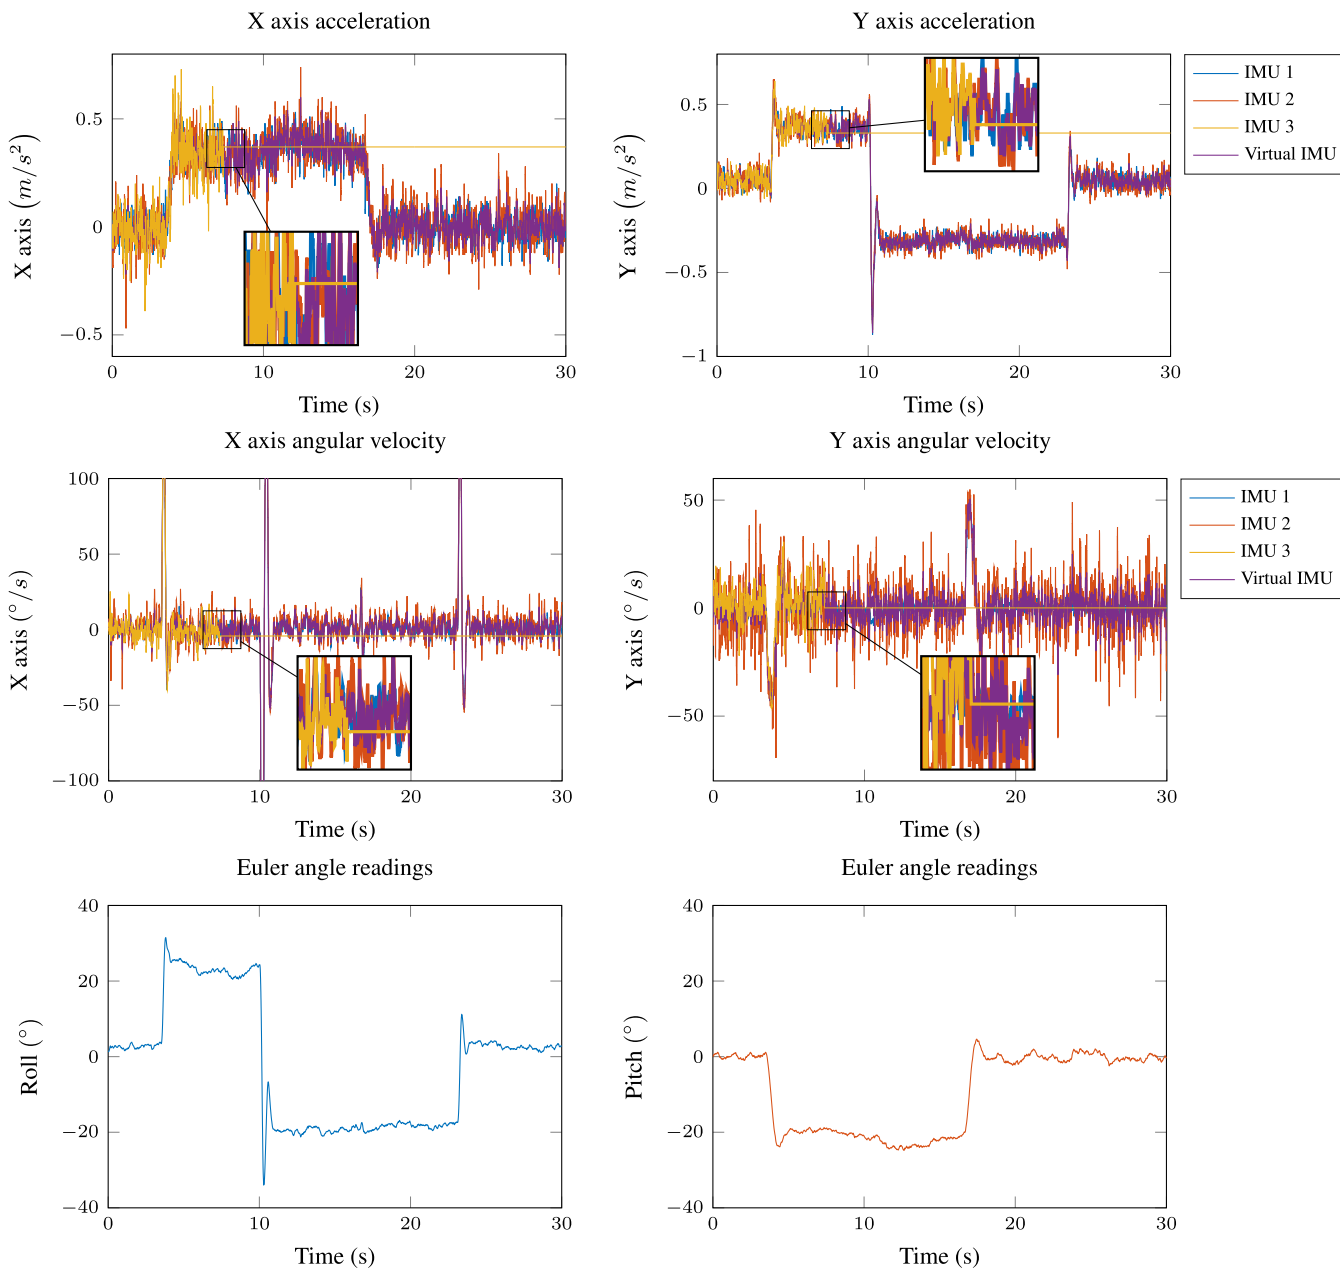 X axis acceleration
Y axis acceleration
X axis (m/s²)
0.5
0
−0.5
0
10
20
30
Time (s)
Y axis (m/s²)
0.5
0
−0.5
−1
0
10
20
30
Time (s)
IMU 1
IMU 2
IMU 3
Virtual IMU
X axis angular velocity
Y axis angular velocity
X axis (°/s)
100
50
0
−50
−100
0
10
20
30
Time (s)
Y axis (°/s)
50
0
−50
0
10
20
30
Time (s)
IMU 1
IMU 2
IMU 3
Virtual IMU
Euler angle readings
Euler angle readings
Roll (°)
40
20
0
−20
−40
0
10
20
30
Time (s)
Pitch (°)
40
20
0
−20
−40
0
10
20
30
Time (s)